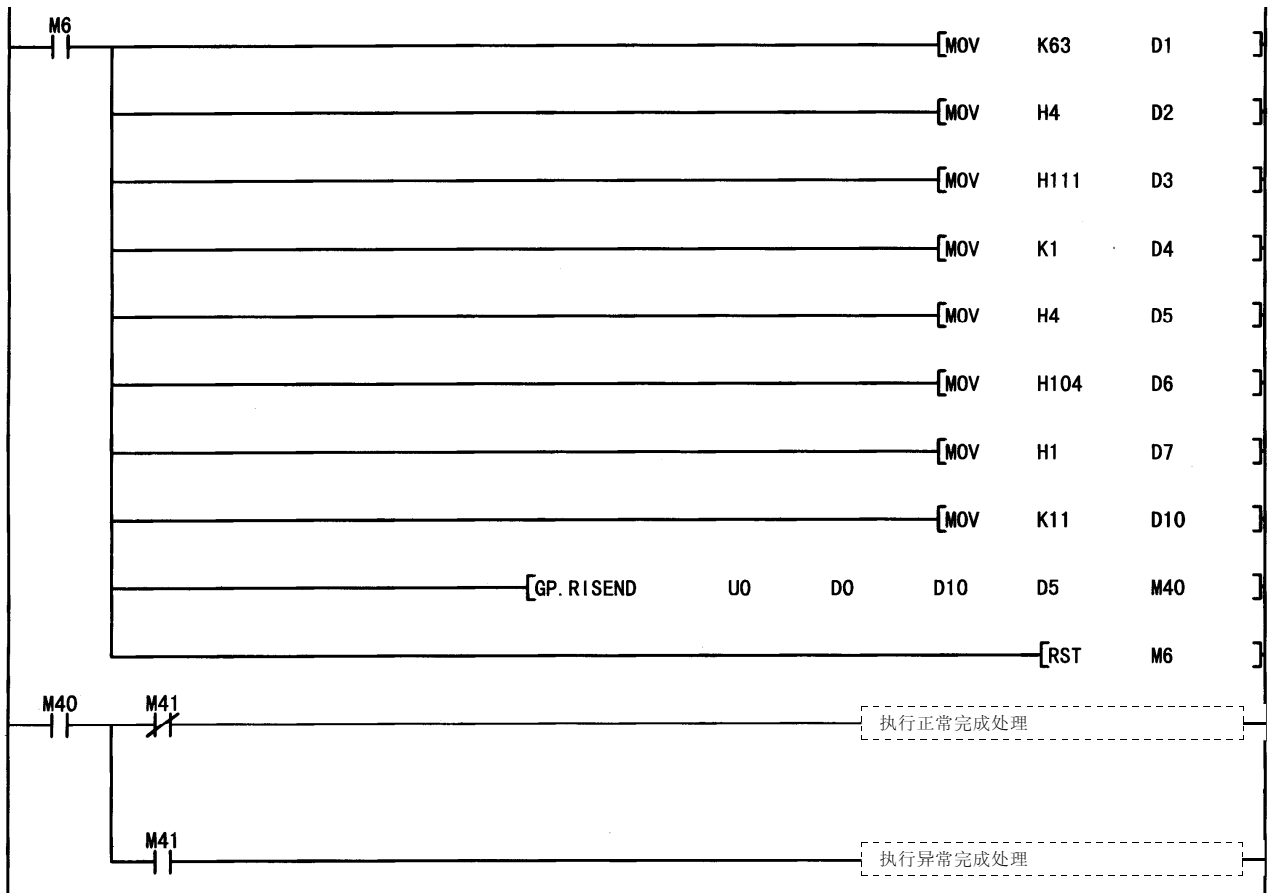 M6
[MOV K63 D1 ]
[MOV H4 D2 ]
[MOV H111 D3 ]
[MOV K1 D4 ]
[MOV H4 D5 ]
[MOV H104 D6 ]
[MOV H1 D7 ]
[MOV K11 D10 ]
[GP.RISEND U0 D0 D10 D5 M40 ]
[RST M6 ]
M40 M41
执行正常完成处理
M41
执行异常完成处理